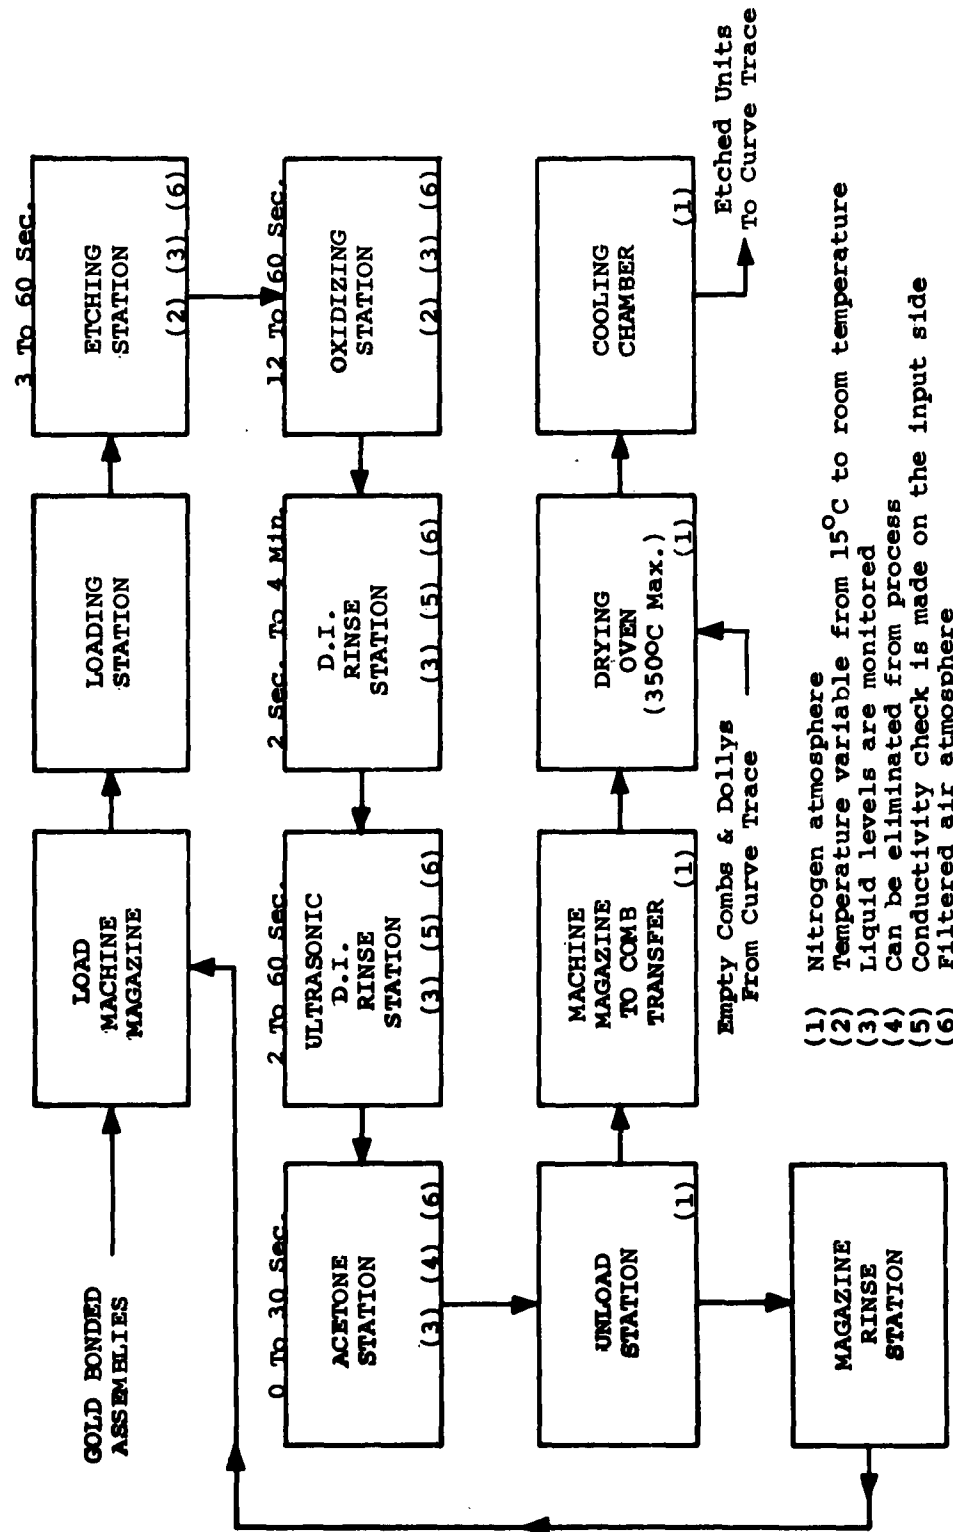 GOLD BONDED
ASSEMBLIES
LOAD
MACHINE
MAGAZINE
LOADING
STATION
3 To 60 Sec.
ETCHING
STATION
(2) (3) (6)
0 To 30 Sec.
ACETONE
STATION
(3) (4) (6)
2 To 60 Sec.
ULTRASONIC
D.I.
RINSE
STATION
(3) (5) (6)
2 Sec. To 4 Min.
D.I.
RINSE
STATION
(3) (5) (6)
12 To 60 Sec.
OXIDIZING
STATION
(2) (3) (6)
UNLOAD
STATION
(1)
MACHINE
MAGAZINE
TO COMB
TRANSFER
(1)
DRYING
OVEN
(350°C Max.)
(1)
COOLING
CHAMBER
(1)
Etched Units
To Curve Trace
Empty Combs & Dollys
From Curve Trace
MAGAZINE
RINSE
STATION
(1) Nitrogen atmosphere
(2) Temperature variable from 15°C to room temperature
(3) Liquid levels are monitored
(4) Can be eliminated from process
(5) Conductivity check is made on the input side
(6) Filtered air atmosphere